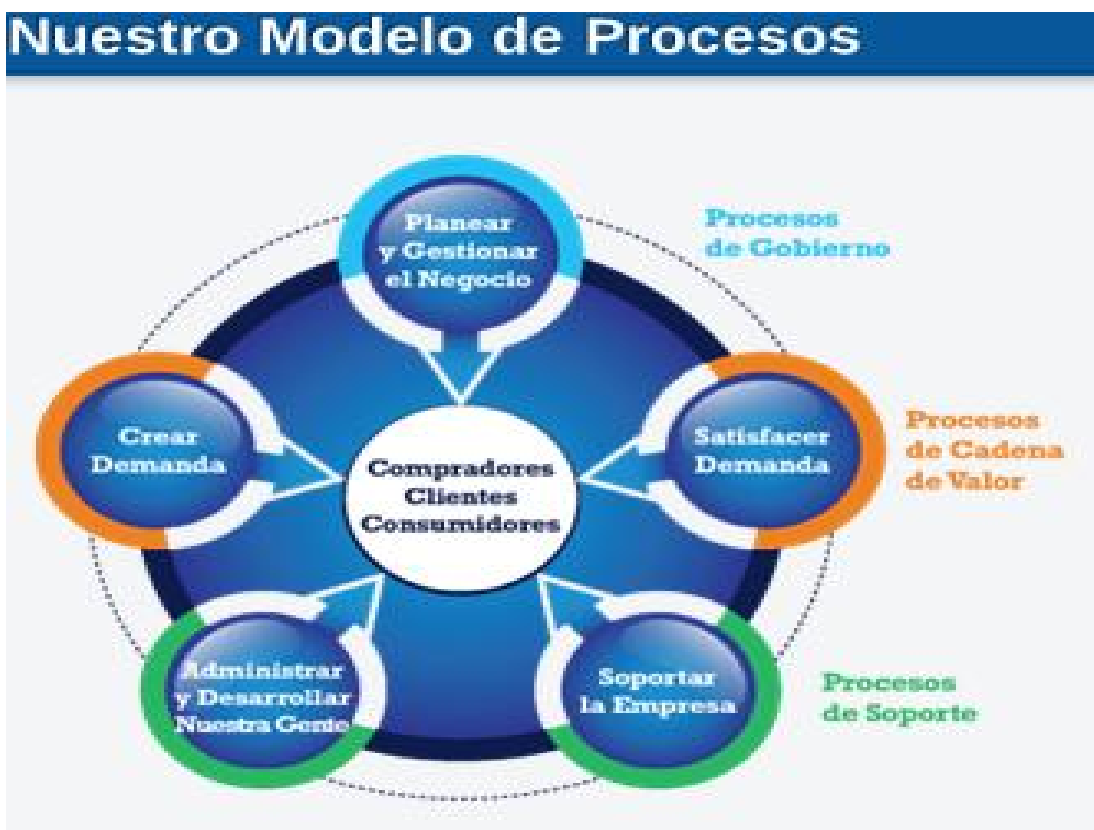 Nuestro Modelo de Procesos
Planear
y Gestionar
el Negocio
Procesos
de Gobierno
Crear
Demanda
Satisfacer
Demanda
Procesos
de Cadena
de Valor
Compradores
Clientes
Consumidores
Administrar
y Desarrollar
Nuestra Gente
Soportar
la Empresa
Procesos
de Soporte